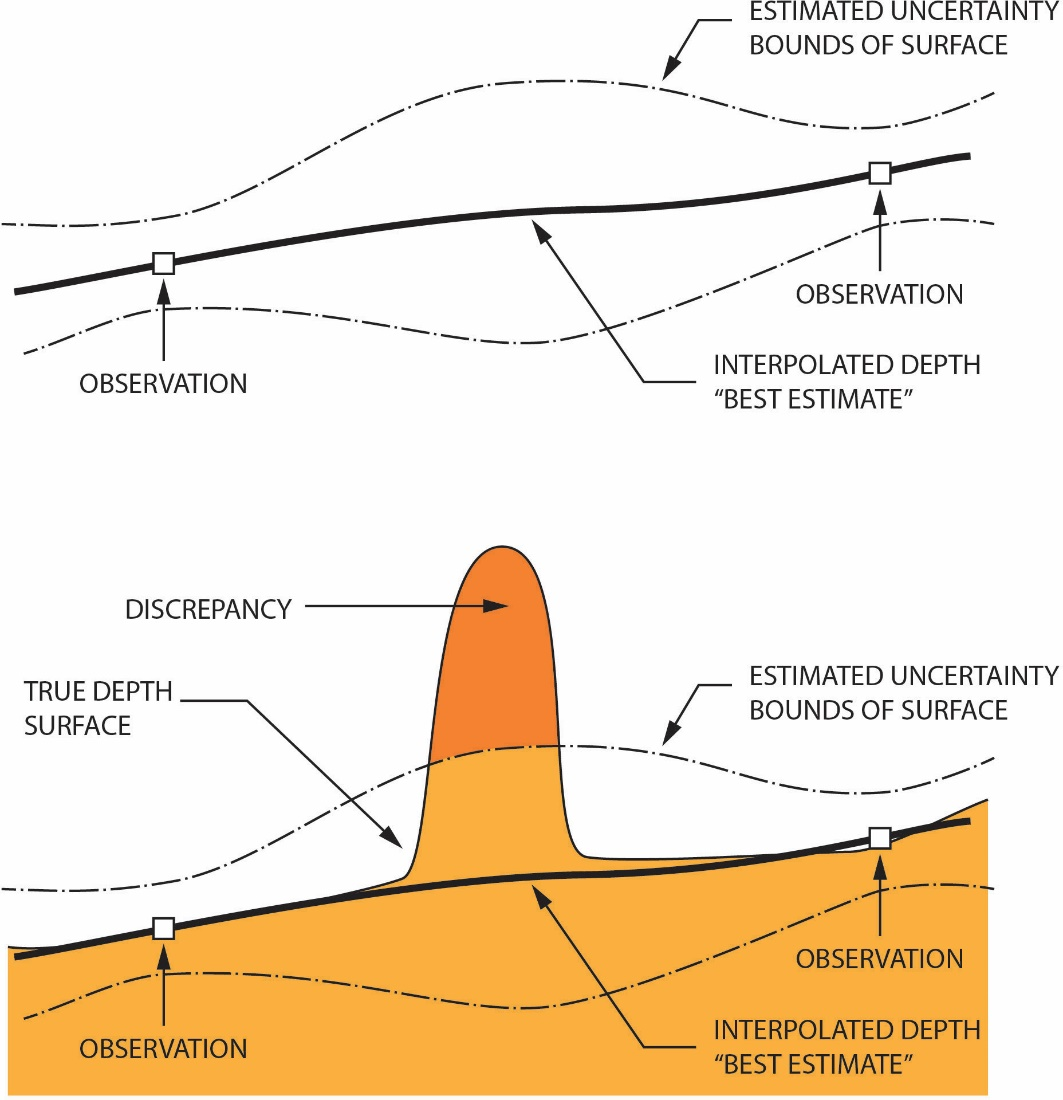 ESTIMATED UNCERTAINTY
BOUNDS OF SURFACE
OBSERVATION
INTERPOLATED DEPTH
“BEST ESTIMATE”
OBSERVATION
DISCREPANCY
TRUE DEPTH
SURFACE
ESTIMATED UNCERTAINTY
BOUNDS OF SURFACE
OBSERVATION
INTERPOLATED DEPTH
“BEST ESTIMATE”
OBSERVATION